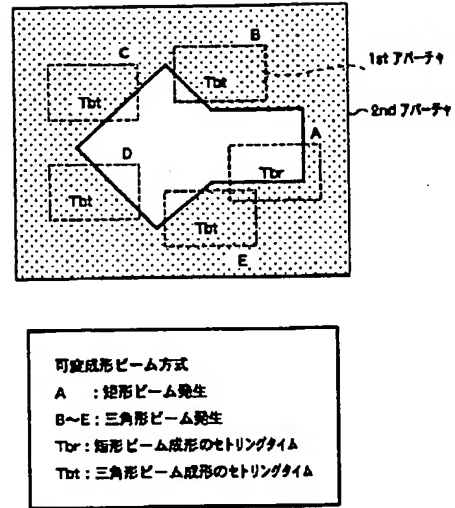 B
C
1st アパーチャ
Tbt
Tbt
2nd アパーチャ
A
D
Tbr
Tbt
Tbt
E
可変成形ビーム方式
A :矩形ビーム発生
B~E:三角形ビーム発生
Tbr:矩形ビーム成形のセトリングタイム
Tbt:三角形ビーム成形のセトリングタイム